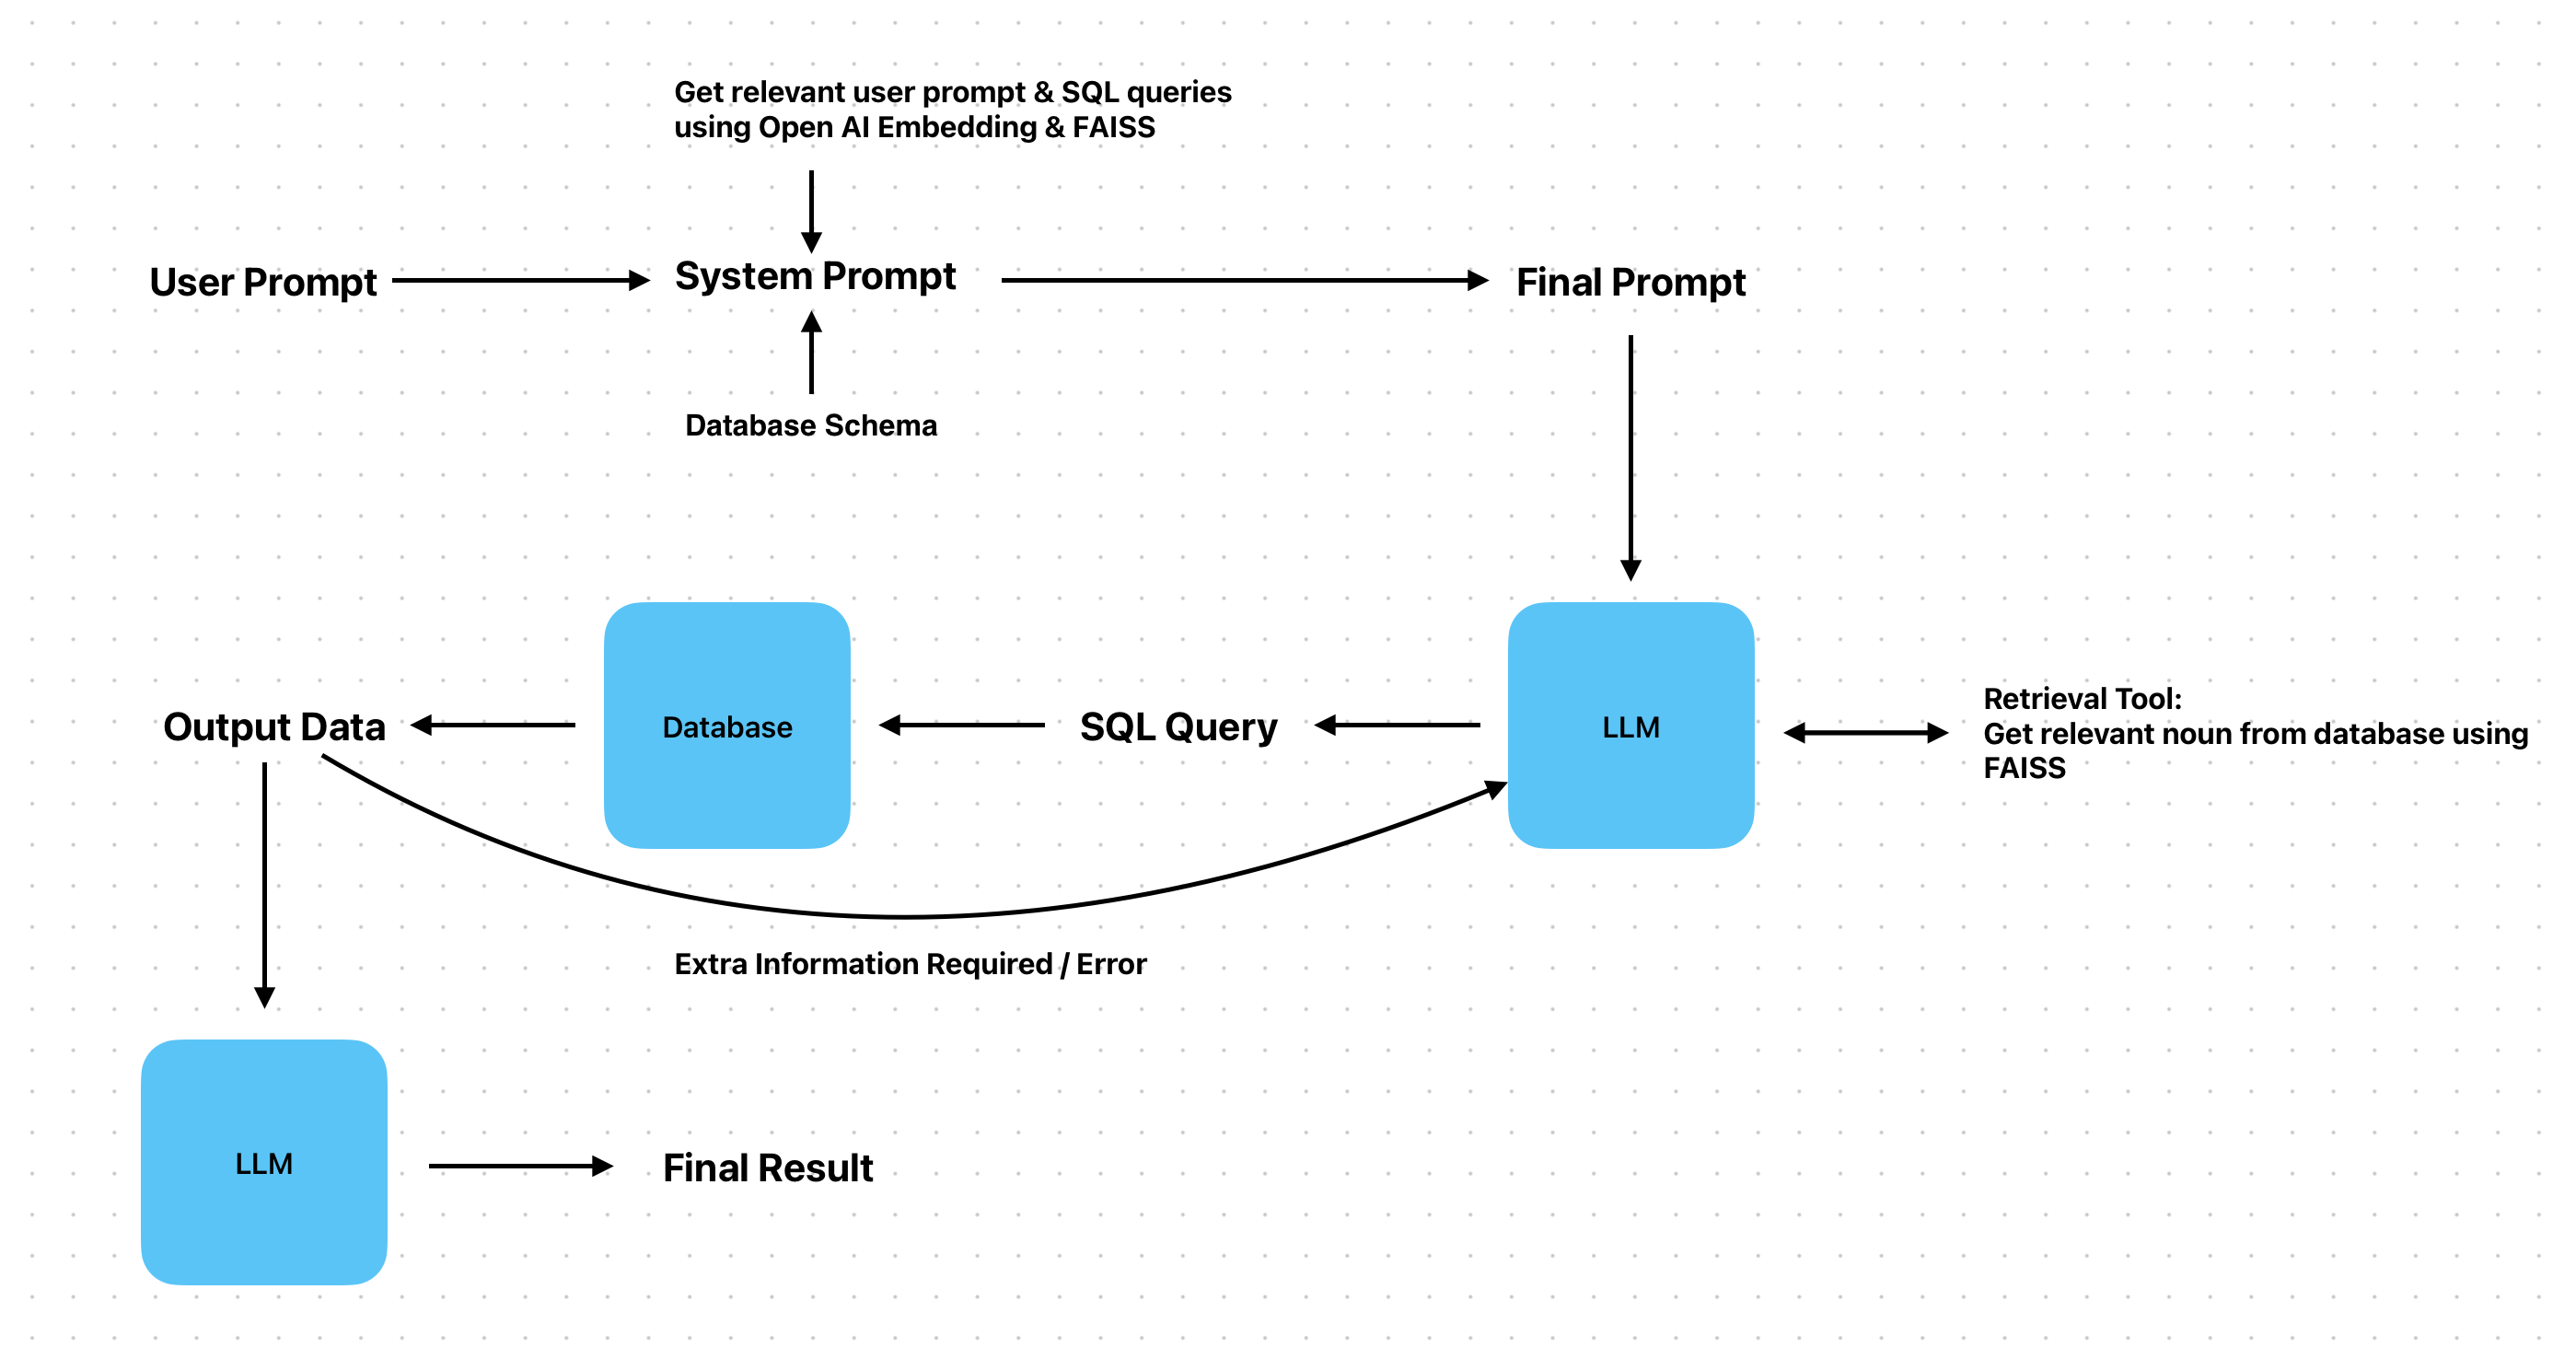 Get relevant user prompt & SQL queries
using Open AI Embedding & FAISS
User Prompt
System Prompt
Final Prompt
Database Schema
Output Data
Database
SQL Query
LLM
Retrieval Tool:
Get relevant noun from database using
FAISS
Extra Information Required / Error
LLM
Final Result